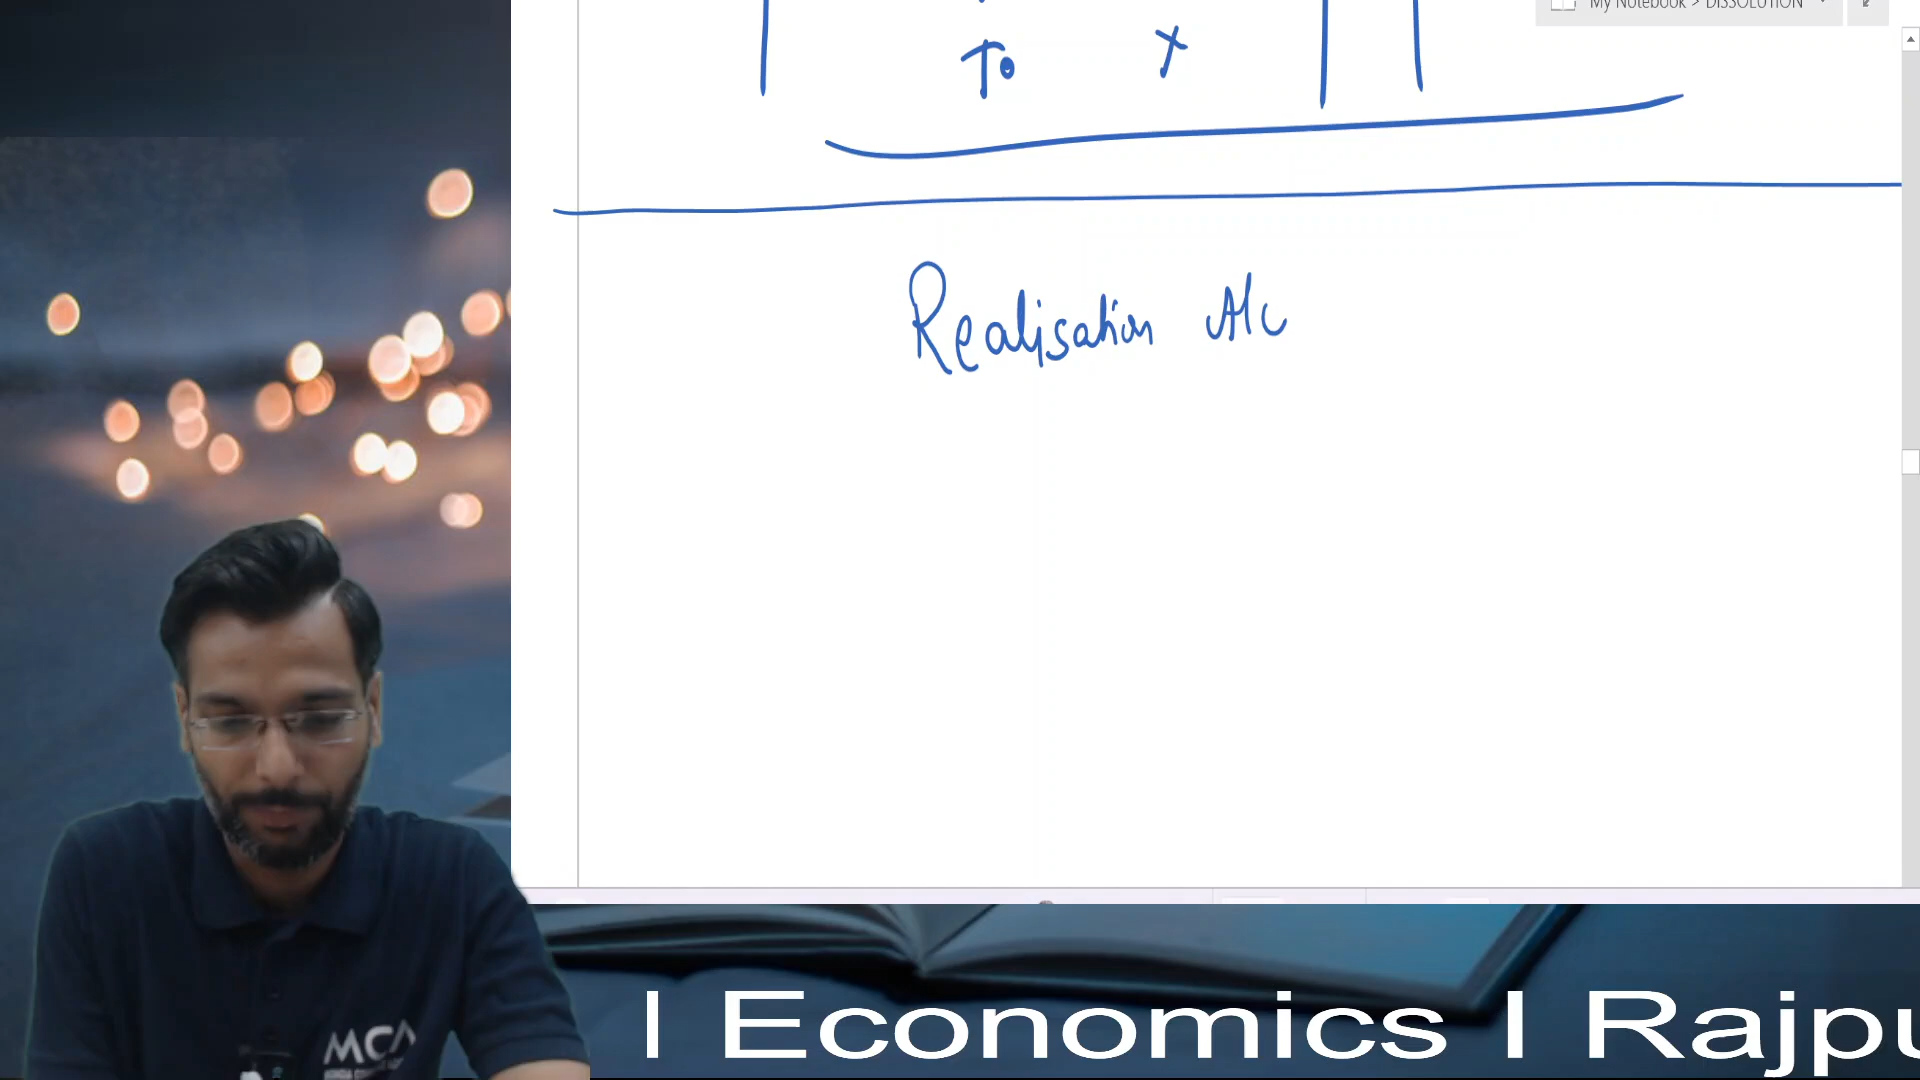 My Notebook > DISSOLUTION
To x
Realisation A/c
MCA
I Economics I Rajpu